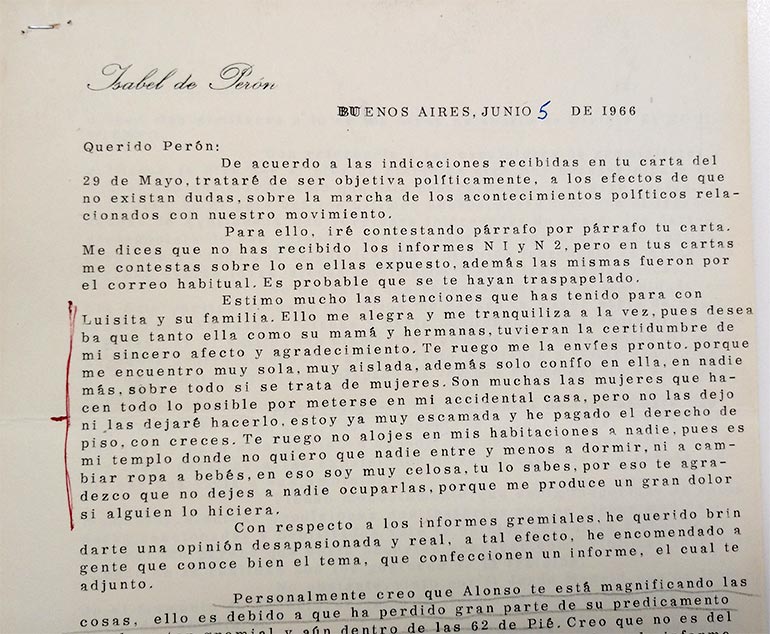 Isabel de Perón
BUENOS AIRES, JUNIO 5 DE I966
Querido Perón:
De acuerdo a las indicaciones recibidas en tu carta del
29 de Mayo, trataré de ser objetiva políticamente, a los efectos de que
no existan dudas, sobre la marcha de los acontecimientos políticos rela-
cionados con nuestro movimiento.
Para ello, iré contestando párrafo por párrafo tu carta.
Me dices que no has recibido los informes N I y N 2, pero en tus cartas
me contestas sobre lo en ellas expuesto, además las mismas fueron por
el correo habitual. Es probable que se te hayan traspapelado.
Estimo mucho las atenciones que has tenido para con
Luisita y su familia. Ello me alegra y me tranquiliza a la vez, pues desea
ba que tanto ella como su mamá y hermanas, tuvieran la certidumbre de
mi sincero afecto y agradecimiento. Te ruego me la envíes pronto. porque
me encuentro muy sola, muy aislada, además solo confío en ella, en nadie
más, sobre todo si se trata de mujeres. Son muchas las mujeres que ha-
cen todo lo posible por meterse en mi accidental casa, pero no las dejo
ni las dejaré hacerlo, estoy ya muy escamada y he pagado el derecho de
piso, con creces. Te ruego no alojes en mis habitaciones a nadie, pues es
mi templo donde no quiero que nadie entre y menos a dormir, ni a cam-
biar ropa a bebés, en eso soy muy celosa, tu lo sabes, por eso te agra-
dezco que no dejes a nadie ocuparlas, porque me produce un gran dolor
si alguien lo hiciera.
Con respecto a los informes gremiales, he querido brin
darte una opinión desapasionada y real, a tal efecto, he encomendado a
gente que conoce bien el tema, que confeccionen un informe, el cual te
adjunto.
Personalmente creo que Alonso te está magnificando las
cosas, ello es debido a que ha perdido gran parte de su predicamento
gremial y aún dentro de las 62 de Pié. Creo que no es del